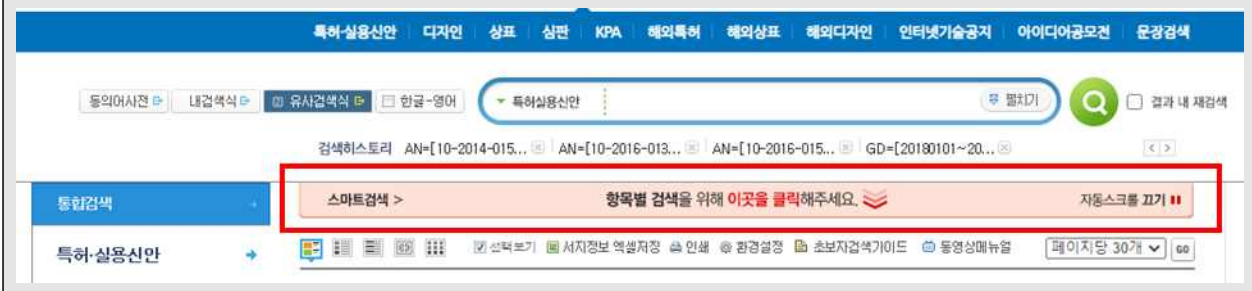 특허·실용신안 디자인 상표 심판 KPA 해외특허 해외상표 해외디자인 인터넷기술공지 아이디어공모전 문장검색
동의어사전 내검색식 유사검색식 한글-영어 특허실용신안 펼치기 결과 내 재검색
검색히스토리 AN=[10-2014-015... AN=[10-2016-013... AN=[10-2016-015... GD=[20180101~20...
통합검색 스마트검색 > 항목별 검색을 위해 이곳을 클릭해주세요. 자동스크롤 끄기
특허·실용신안 선택보기 서지정보 엑셀저장 인쇄 환경설정 초보자검색가이드 동영상매뉴얼 페이지당 30개 GO